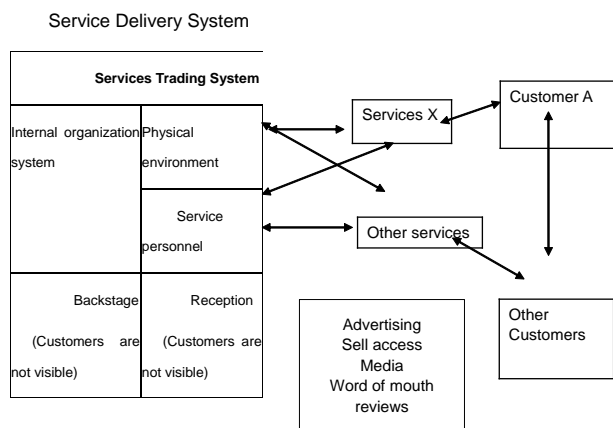 Service Delivery System
Services Trading System
Internal organization
system
Physical
environment
Service
personnel
Backstage
(Customers are
not visible)
Reception
(Customers are
not visible)
Services X
Customer A
Other services
Other
Customers
Advertising
Sell access
Media
Word of mouth
reviews